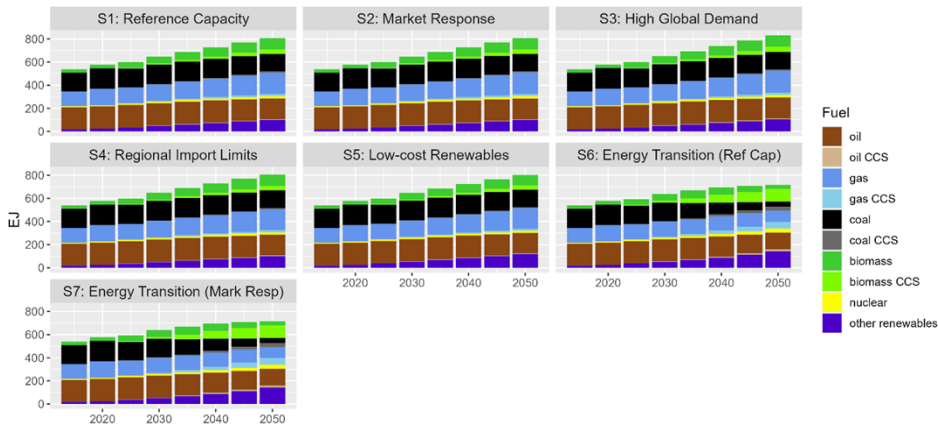 S1: Reference Capacity
S2: Market Response
S3: High Global Demand
800
600
400
200
0
S4: Regional Import Limits
S5: Low-cost Renewables
S6: Energy Transition (Ref Cap)
EJ
800
600
400
200
0
2020 2030 2040 2050
2020 2030 2040 2050
S7: Energy Transition (Mark Resp)
800
600
400
200
0
2020 2030 2040 2050
Fuel
oil
oil CCS
gas
gas CCS
coal
coal CCS
biomass
biomass CCS
nuclear
other renewables